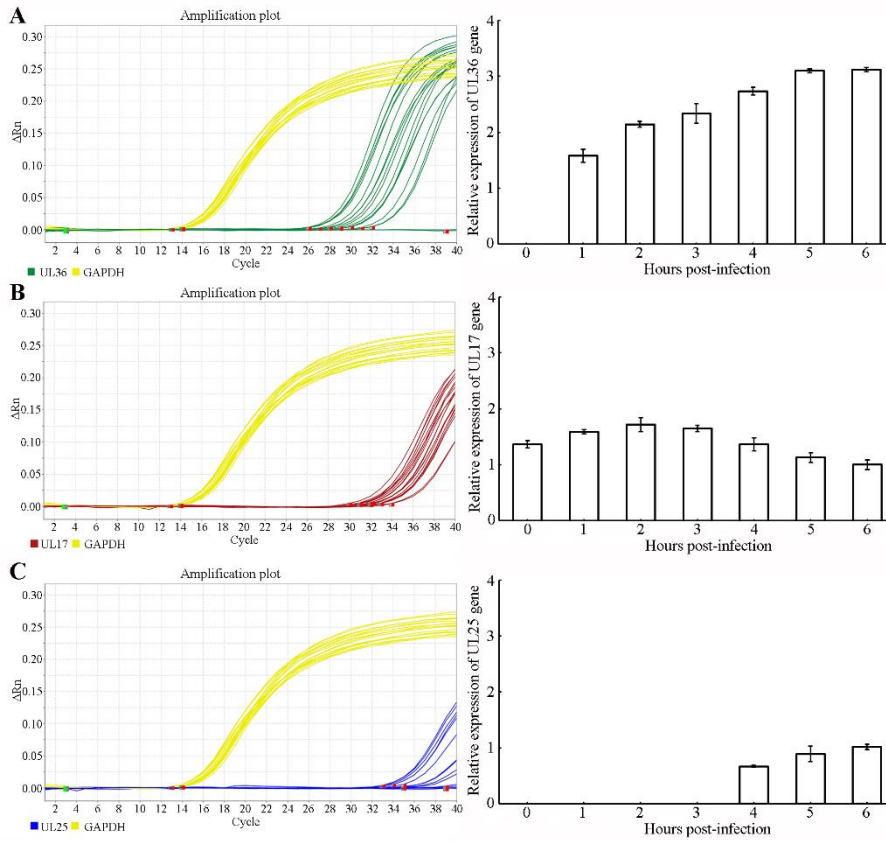 A
Amplification plot
0.30
0.25
0.20
0.15
0.10
0.05
0.00
ΔRn
2 4 6 8 10 12 14 16 18 20 22 24 26 28 30 32 34 36 38 40
Cycle
UL36 GAPDH
Relative expression of UL36 gene
4
3
2
1
0
0 1 2 3 4 5 6
Hours post-infection
B
Amplification plot
0.30
0.25
0.20
0.15
0.10
0.05
0.00
ΔRn
2 4 6 8 10 12 14 16 18 20 22 24 26 28 30 32 34 36 38 40
Cycle
UL17 GAPDH
Relative expression of UL17 gene
4
3
2
1
0
0 1 2 3 4 5 6
Hours post-infection
C
Amplification plot
0.30
0.25
0.20
0.15
0.10
0.05
0.00
ΔRn
2 4 6 8 10 12 14 16 18 20 22 24 26 28 30 32 34 36 38 40
Cycle
UL25 GAPDH
Relative expression of UL25 gene
4
3
2
1
0
0 1 2 3 4 5 6
Hours post-infection